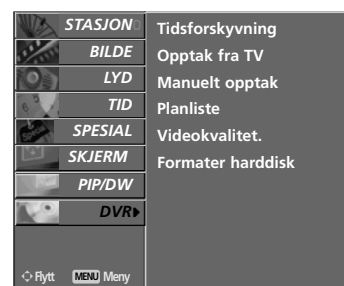 STASJON
BILDE
LYD
TID
SPESIAL
SKJERM
PIP/DW
DVR
Flytt MENU Meny
Tidsforskyvning
Opptak fra TV
Manuelt opptak
Planliste
Videokvalitet.
Formater harddisk